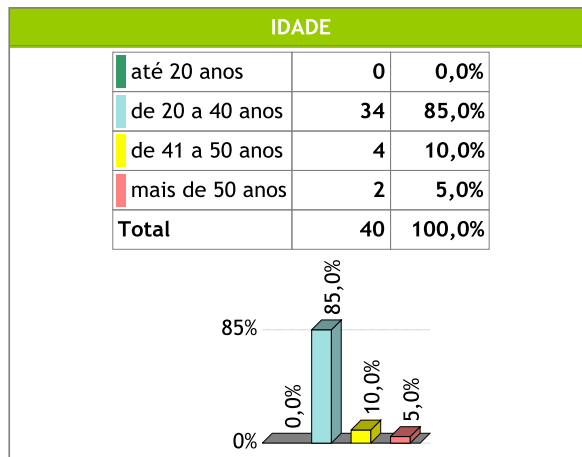 IDADE
até 20 anos 0 0,0%
de 20 a 40 anos 34 85,0%
de 41 a 50 anos 4 10,0%
mais de 50 anos 2 5,0%
Total 40 100,0%
85%
0%
0,0%
85,0%
10,0%
5,0%